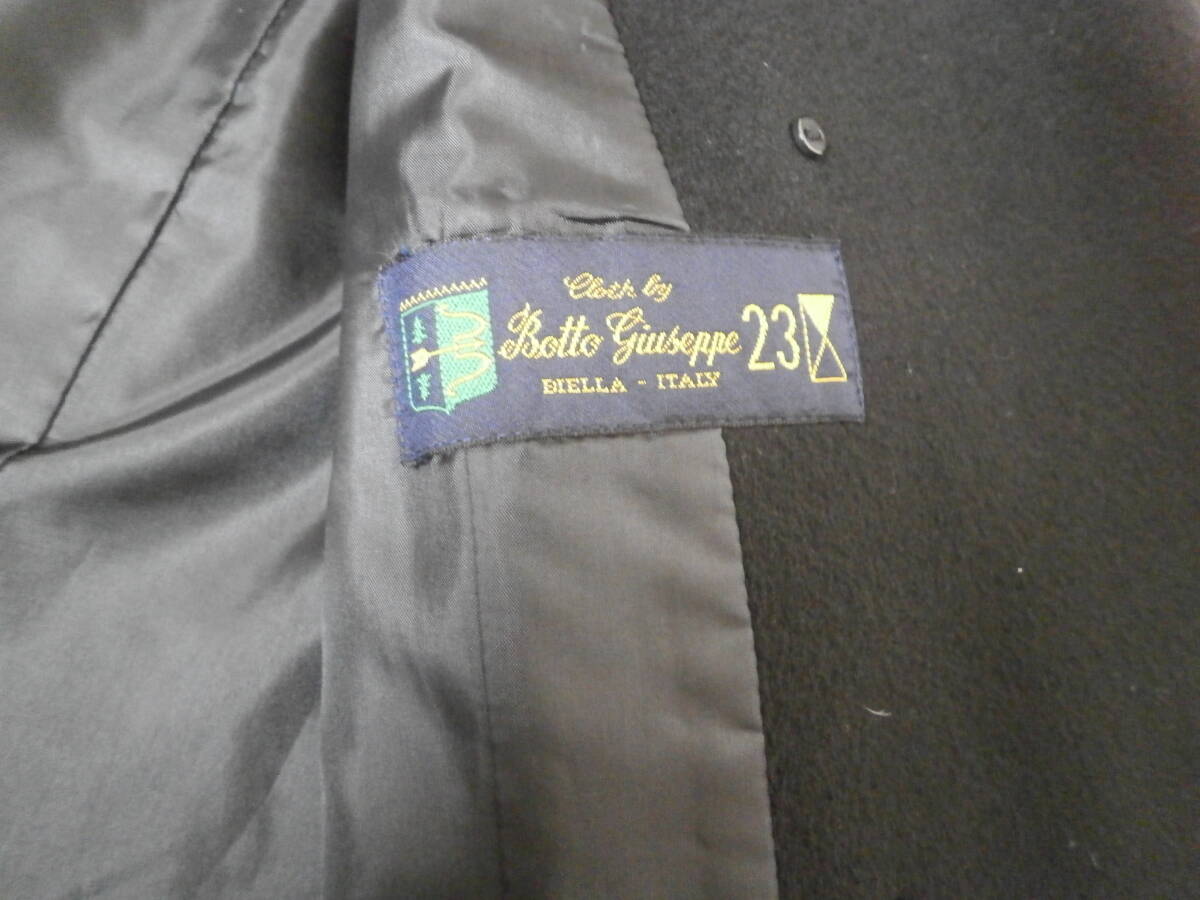 Cloth by
Botto Giuseppe 23
BIELLA - ITALY